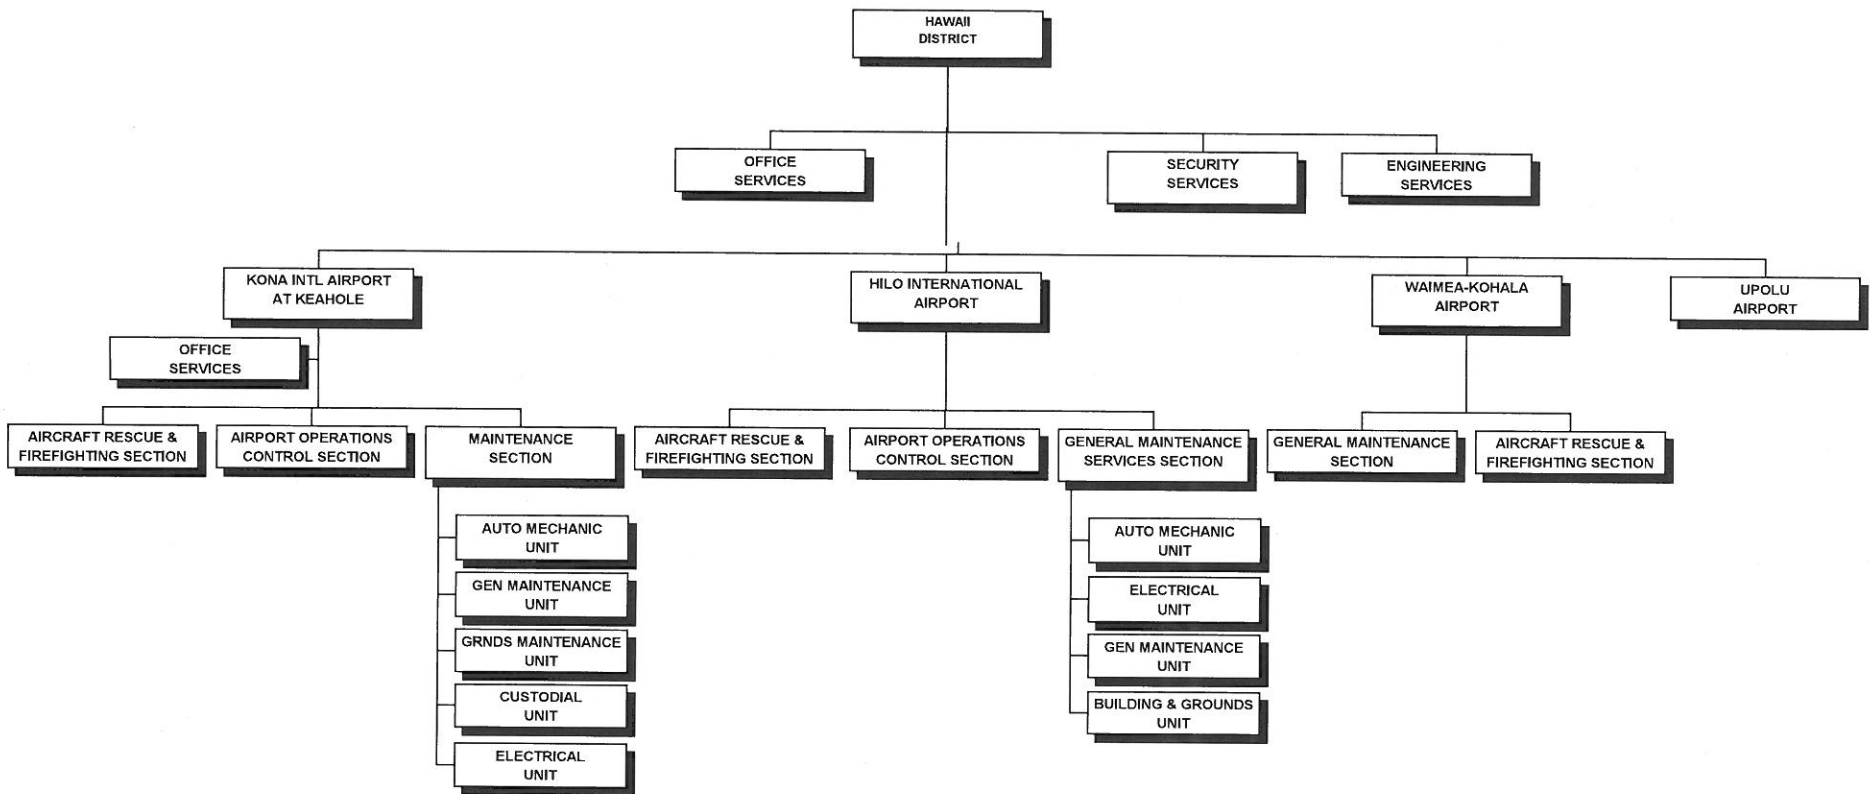 HAWAII
DISTRICT
OFFICE
SERVICES
SECURITY
SERVICES
ENGINEERING
SERVICES
KONA INTL AIRPORT
AT KEAHOLE
HILO INTERNATIONAL
AIRPORT
WAIMEA-KOHALA
AIRPORT
UPOLU
AIRPORT
OFFICE
SERVICES
AIRCRAFT RESCUE &
FIREFIGHTING SECTION
AIRPORT OPERATIONS
CONTROL SECTION
MAINTENANCE
SECTION
AIRCRAFT RESCUE &
FIREFIGHTING SECTION
AIRPORT OPERATIONS
CONTROL SECTION
GENERAL MAINTENANCE
SERVICES SECTION
GENERAL MAINTENANCE
SECTION
AIRCRAFT RESCUE &
FIREFIGHTING SECTION
AUTO MECHANIC
UNIT
GEN MAINTENANCE
UNIT
GRNDS MAINTENANCE
UNIT
CUSTODIAL
UNIT
ELECTRICAL
UNIT
AUTO MECHANIC
UNIT
ELECTRICAL
UNIT
GEN MAINTENANCE
UNIT
BUILDING & GROUNDS
UNIT